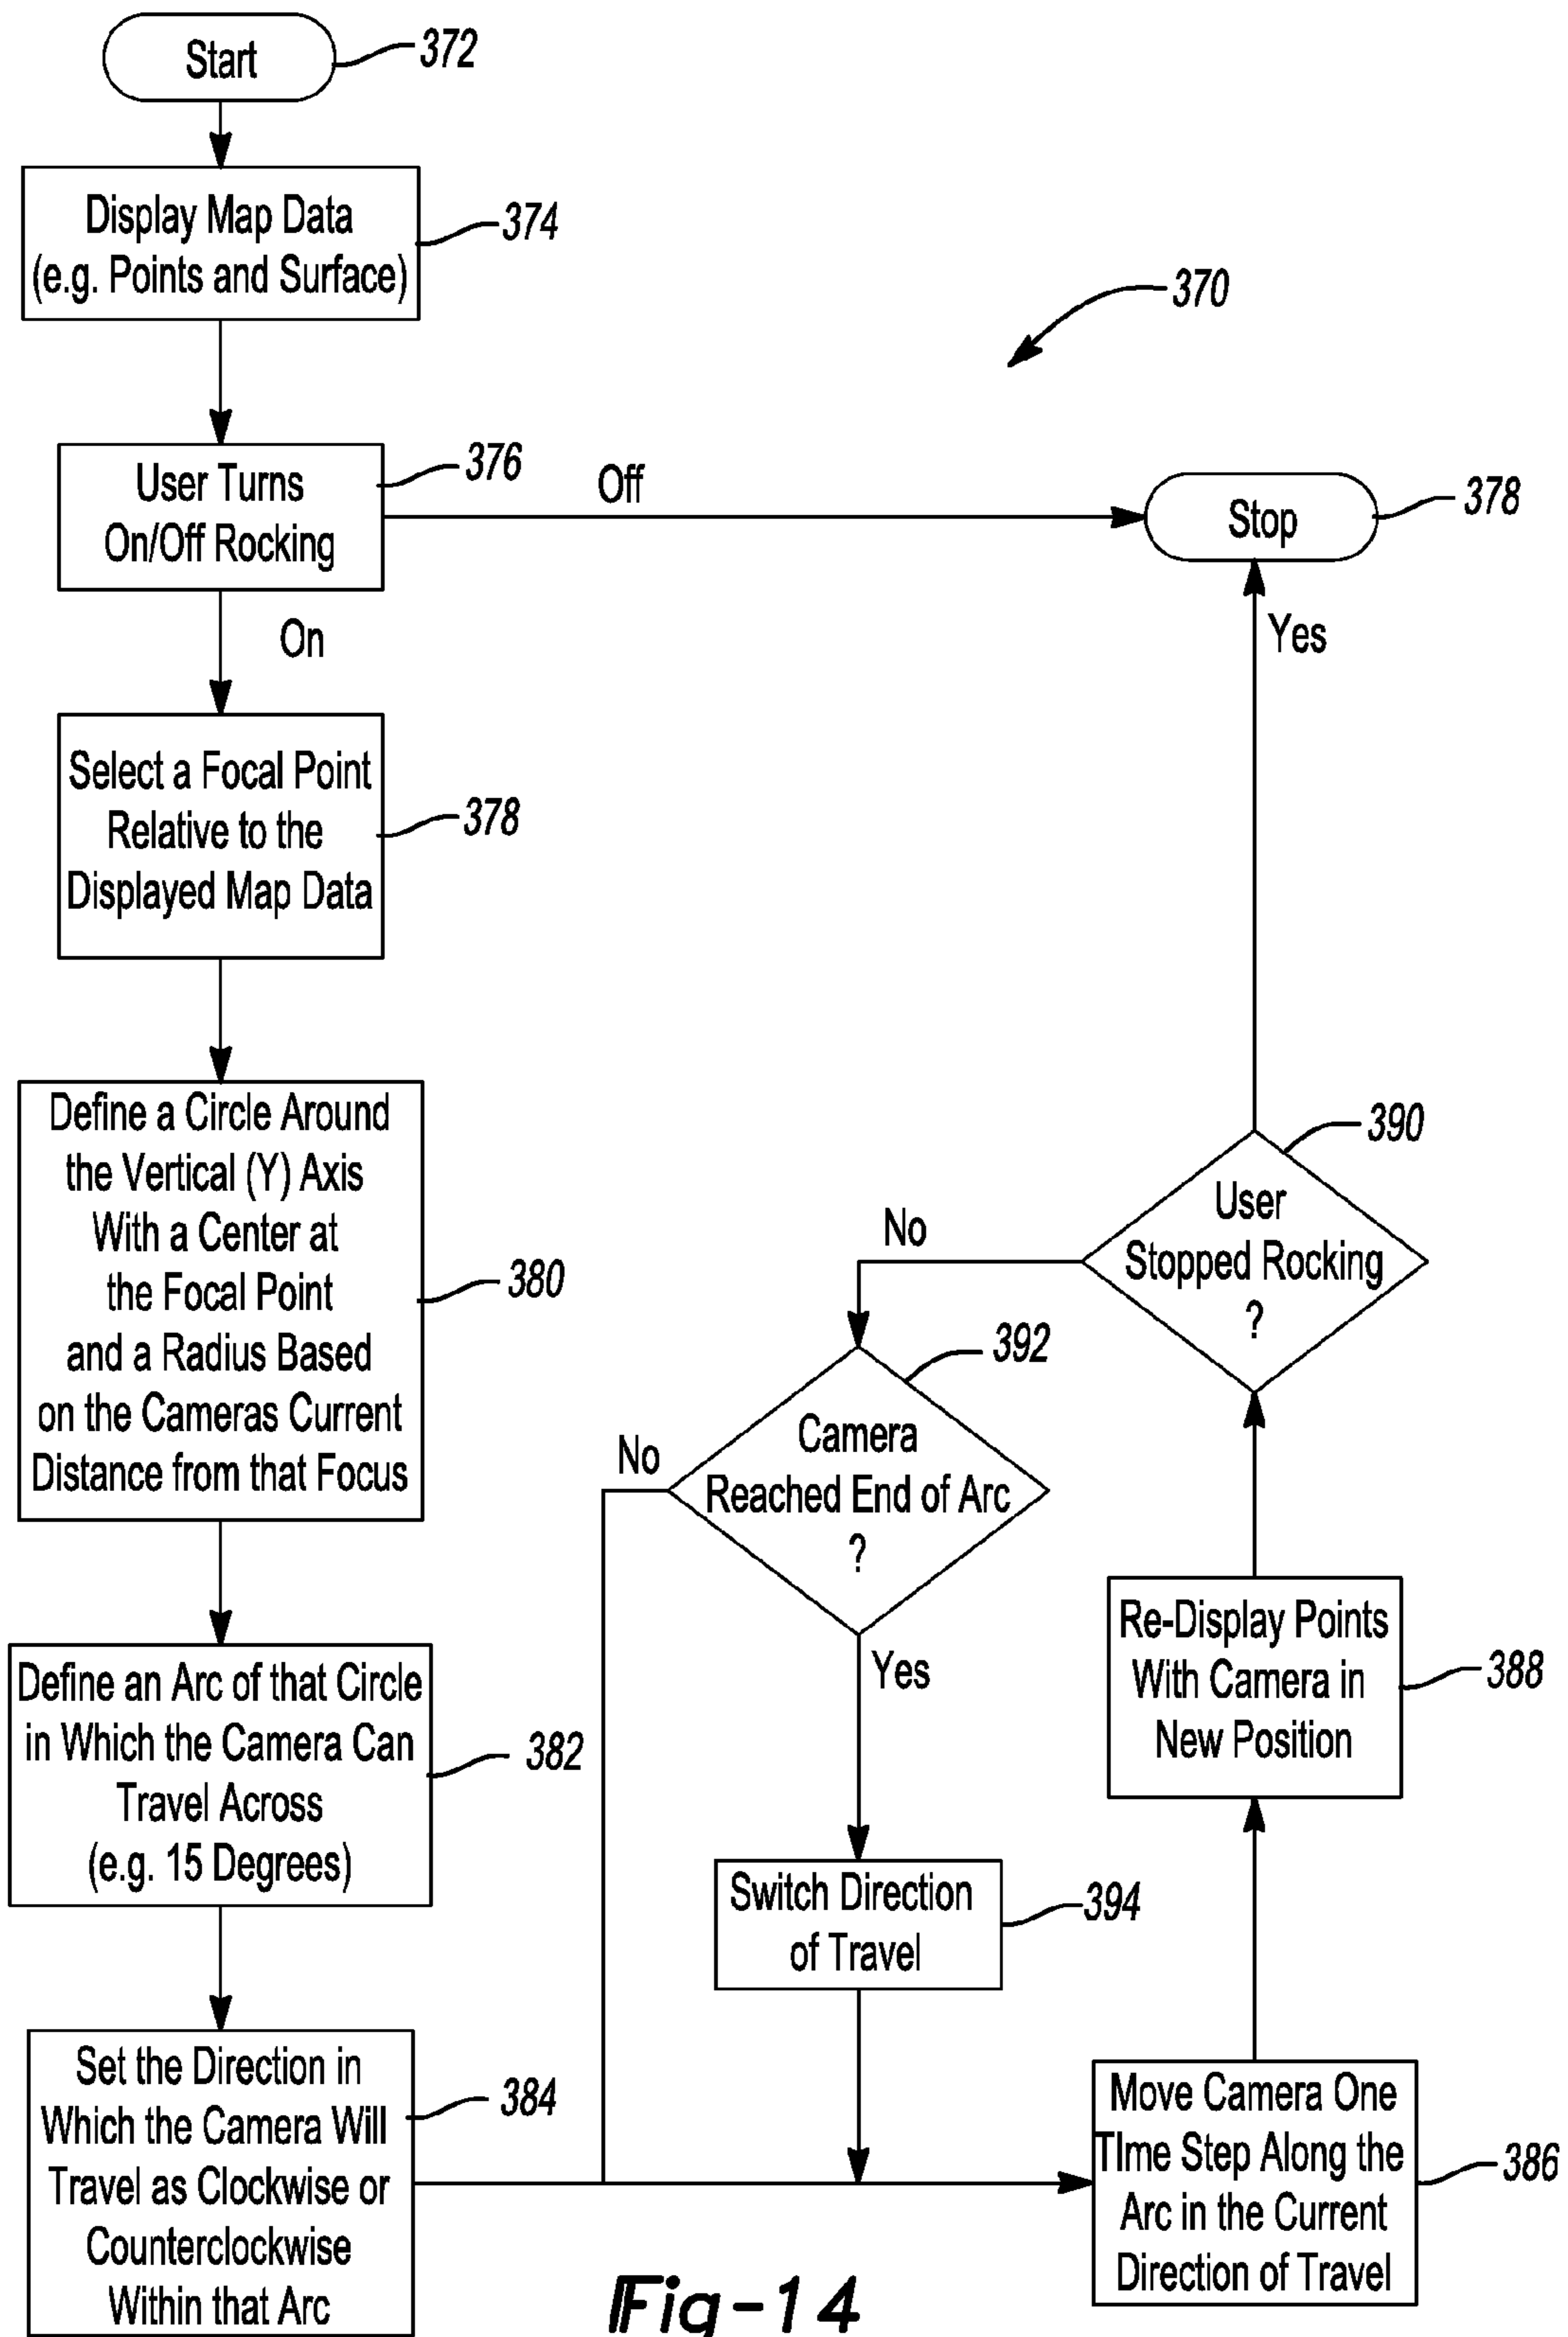 Start
372
Display Map Data
(e.g. Points and Surface)
374
370
User Turns
On/Off Rocking
376
Off
Stop
378
On
Yes
Select a Focal Point
Relative to the
Displayed Map Data
378
Define a Circle Around
the Vertical (Y) Axis
With a Center at
the Focal Point
and a Radius Based
on the Cameras Current
Distance from that Focus
380
User
Stopped Rocking
?
390
No
Camera
Reached End of Arc
?
392
No
Yes
Define an Arc of that Circle
in Which the Camera Can
Travel Across
(e.g. 15 Degrees)
382
Re-Display Points
With Camera in
New Position
388
Switch Direction
of Travel
394
Set the Direction in
Which the Camera Will
Travel as Clockwise or
Counterclockwise
Within that Arc
384
Move Camera One
TIme Step Along the
Arc in the Current
Direction of Travel
386
Fig-14